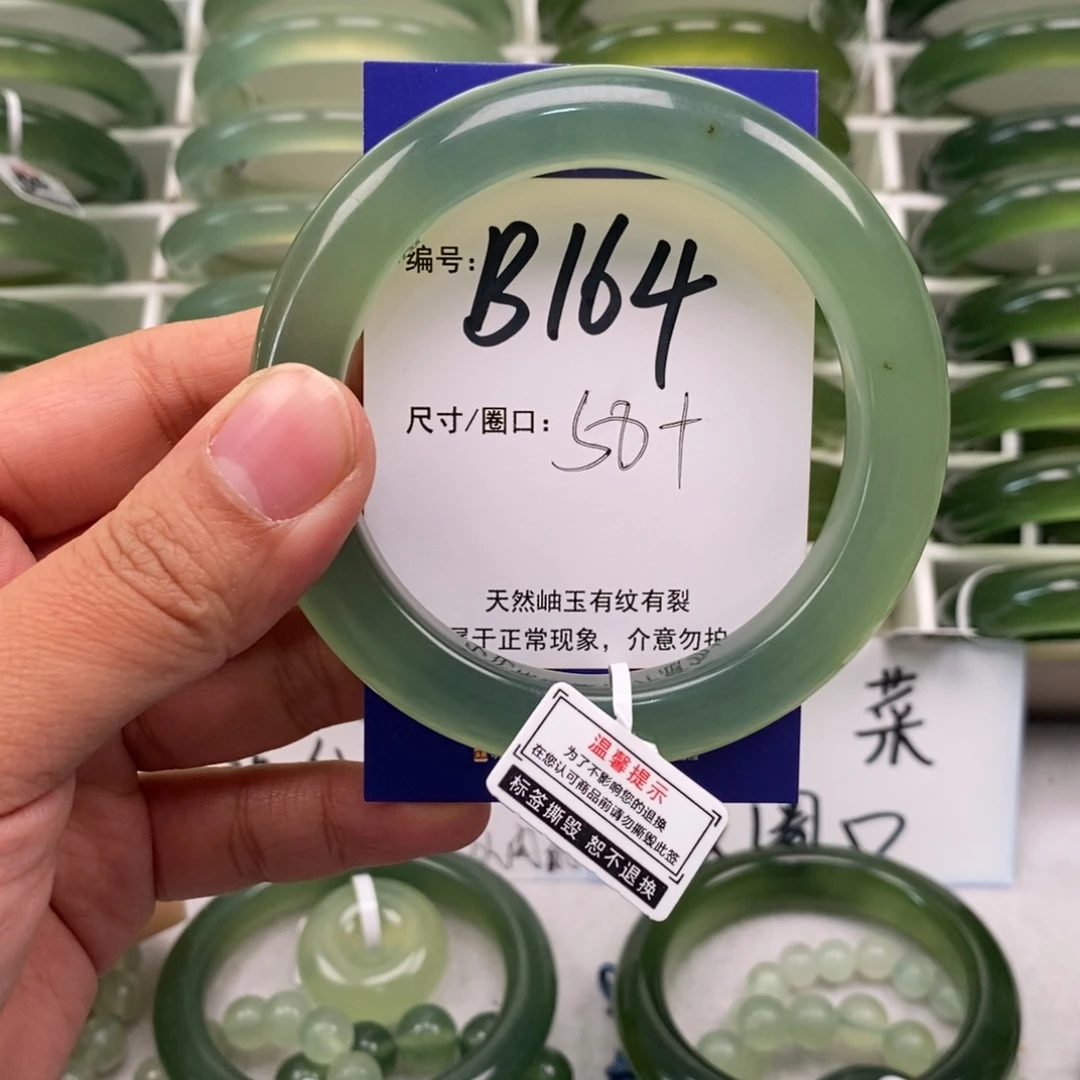 编号: B164
尺寸/圈口: 58+
天然岫玉有纹有裂
属于正常现象，介意勿拍
温馨提示
为了不影响您的退换
在您认可商品前请勿撕毁此签
标签撕毁 恕不退换
菜
圈口